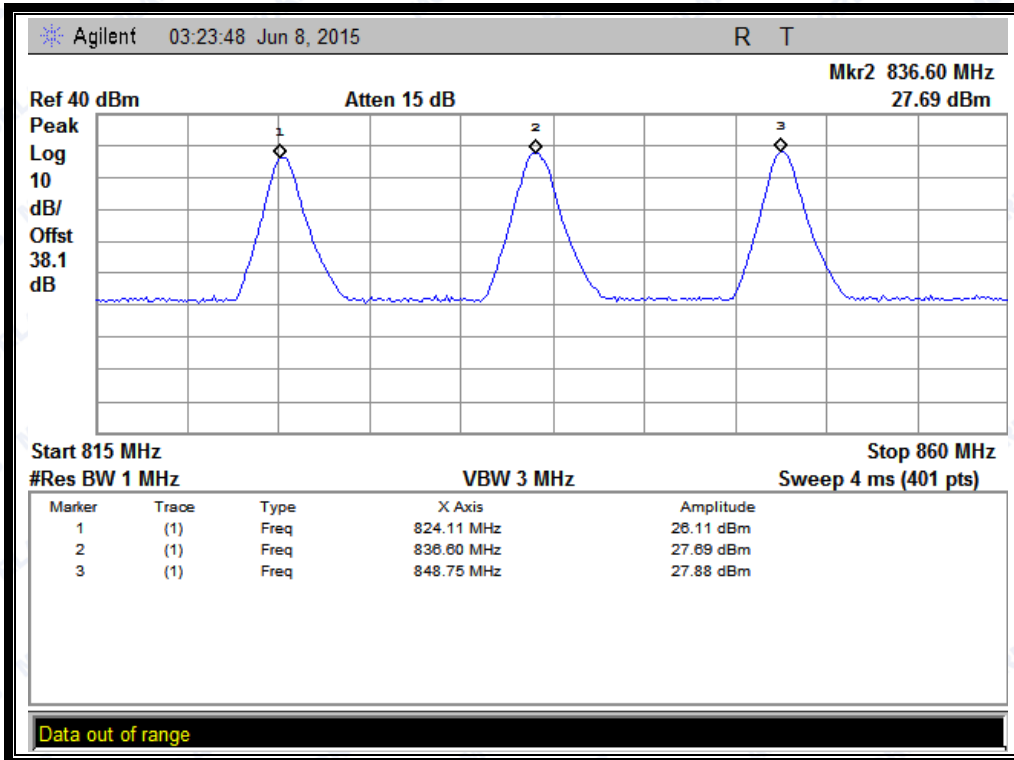 Agilent 03:23:48 Jun 8, 2015 R T
Mkr2 836.60 MHz
Ref 40 dBm Atten 15 dB 27.69 dBm
Peak
Log
10
dB/
Offst
38.1
dB
1 2 3
Start 815 MHz Stop 860 MHz
#Res BW 1 MHz VBW 3 MHz Sweep 4 ms (401 pts)
Marker Trace Type X Axis Amplitude
1 (1) Freq 824.11 MHz 26.11 dBm
2 (1) Freq 836.60 MHz 27.69 dBm
3 (1) Freq 848.75 MHz 27.88 dBm
Data out of range